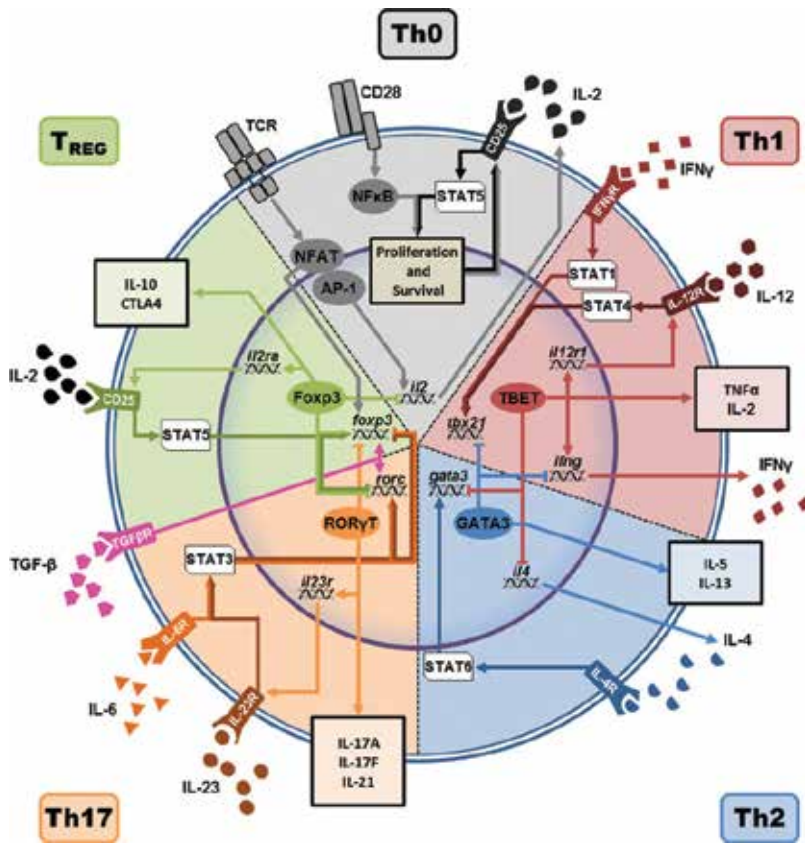 Th0
TREG
Th1
TCR
CD28
CD25
IL-2
IFNγ
IFNγR
NFκB
STAT5
NFAT
AP-1
Proliferation
and
Survival
STAT1
STAT4
IL-12R
IL-12
IL-10
CTLA4
il2ra
il12r1
IL-2
CD25
Foxp3
il2
TBET
TNFα
IL-2
STAT5
foxp3
tbx21
ifng
IFNγ
rorc
gata3
TGFβR
TGF-β
RORγT
GATA3
STAT3
il23r
il4
IL-5
IL-13
IL-6R
IL-4
STAT6
IL-4R
IL-6
IL-23R
IL-23
IL-17A
IL-17F
IL-21
Th17
Th2